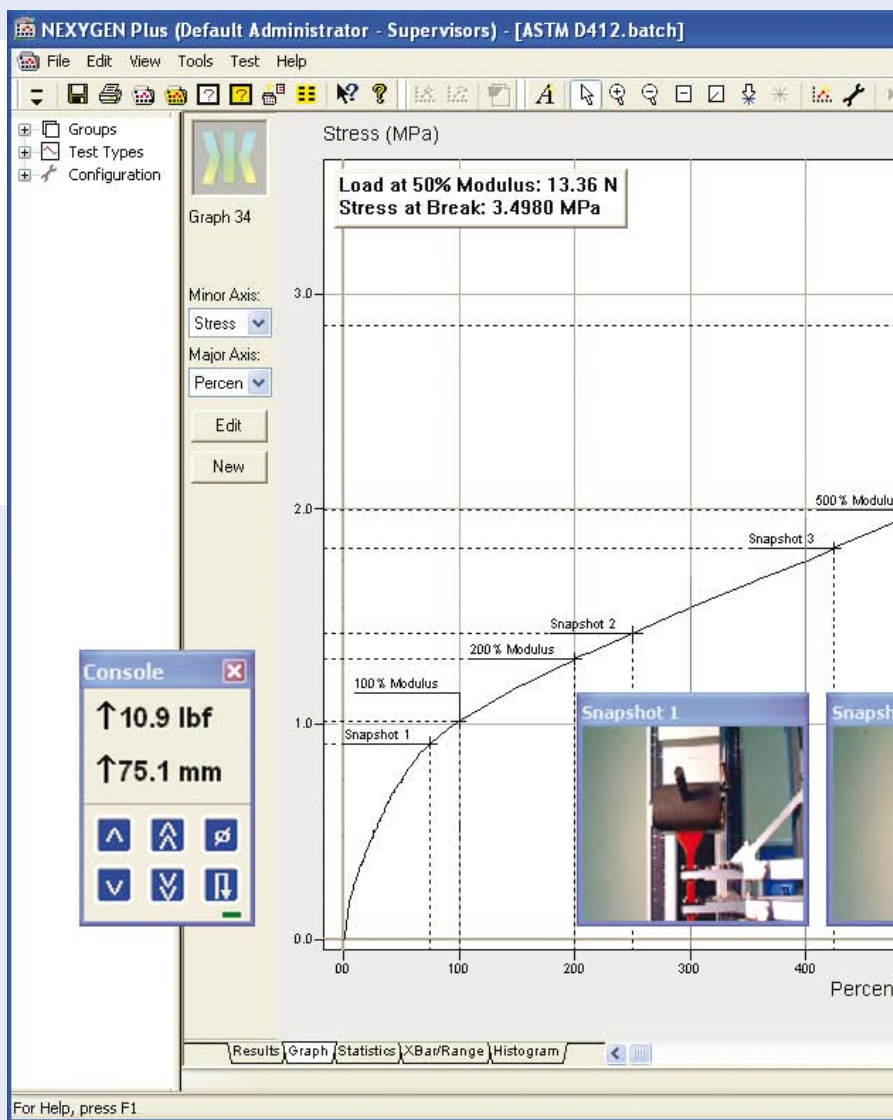 NEXYGEN Plus (Default Administrator - Supervisors) - [ASTM D412.batch]
File Edit View Tools Test Help
Groups
Test Types
Configuration
Graph 34
Minor Axis:
Stress
Major Axis:
Percen
Edit
New
Stress (MPa)
Load at 50% Modulus: 13.36 N
Stress at Break: 3.4980 MPa
3.0
2.0
1.0
0.0
500% Modulu
Snapshot 3
Snapshot 2
200% Modulus
100% Modulus
Snapshot 1
Console
↑10.9 lbf
↑75.1 mm
Snapshot 1
Snapsh
00 100 200 300 400
Percen
Results Graph Statistics XBar/Range Histogram
For Help, press F1